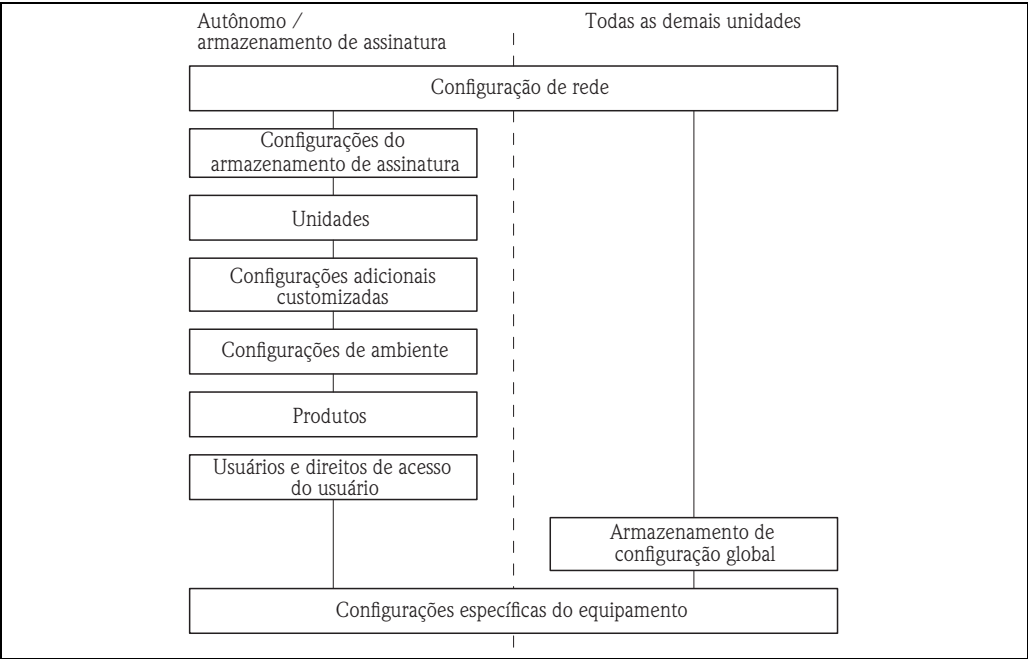 Autônomo /
armazenamento de assinatura
Todas as demais unidades
Configuração de rede
Configurações do
armazenamento de assinatura
Unidades
Configurações adicionais
customizadas
Configurações de ambiente
Produtos
Usuários e direitos de acesso
do usuário
Armazenamento de
configuração global
Configurações específicas do equipamento